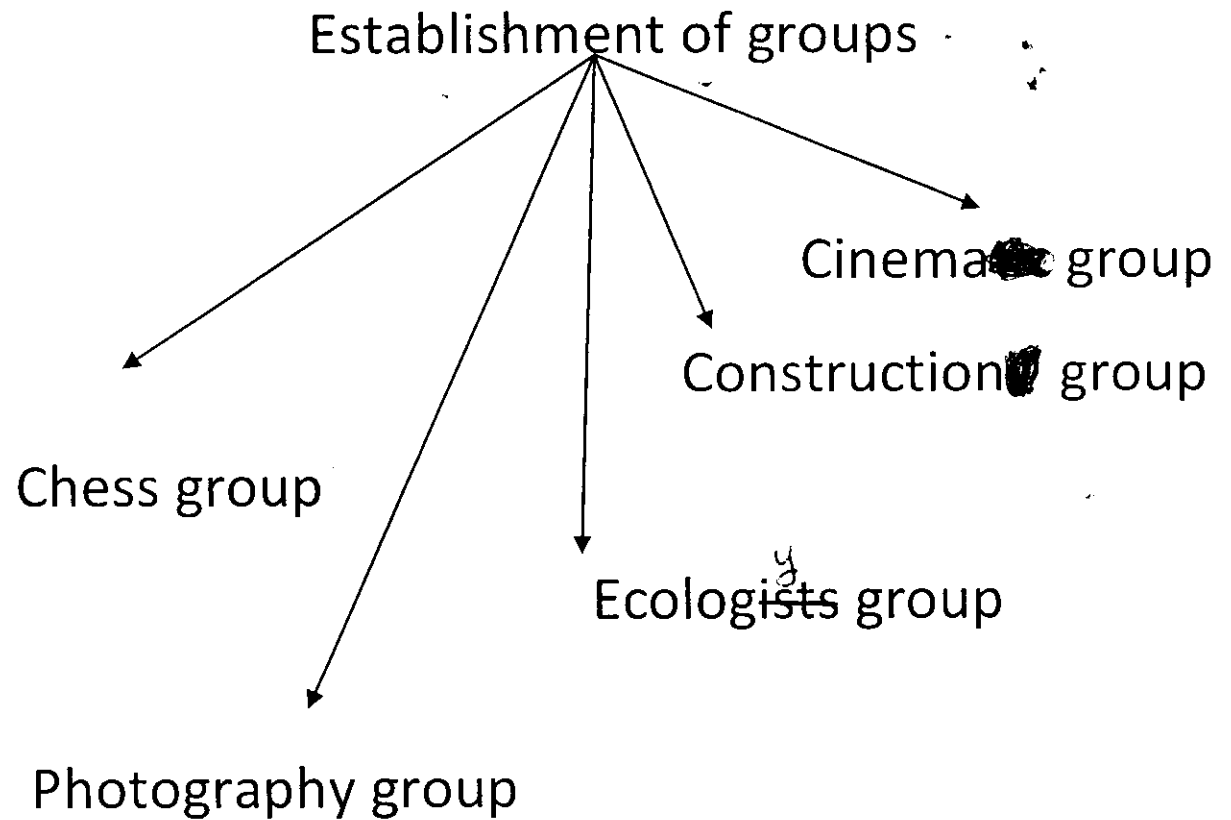 Establishment of groups
Cinema group
Construction group
Chess group
Ecology group
Photography group